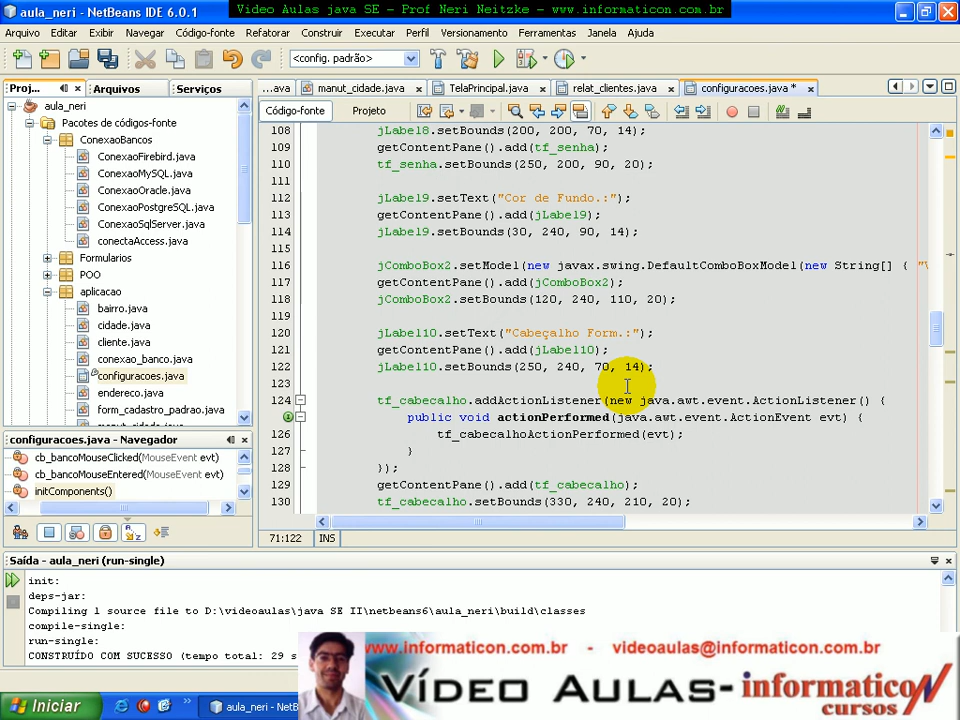 aula_neri - NetBeans IDE 6.0.1
Vídeo Aulas java SE - Prof Neri Neitzke - www.informaticon.com.br
Arquivo Editar Exibir Navegar Código-fonte Refatorar Construir Executar Perfil Versionamento Ferramentas Janela Ajuda
<config. padrão>
Proj... Arquivos Serviços
...ava manut_cidade.java TelaPrincipal.java relat_clientes.java configuracoes.java *
Código-fonte Projeto
aula_neri
Pacotes de códigos-fonte
ConexaoBancos
ConexaoFirebird.java
ConexaoMySQL.java
ConexaoOracle.java
ConexaoPostgreSQL.java
ConexaoSqlServer.java
conectaAccess.java
Formularios
POO
aplicacao
bairro.java
cidade.java
cliente.java
conexao_banco.java
configuracoes.java
endereco.java
form_cadastro_padrao.java
108 jLabel8.setBounds(200, 200, 70, 14);
109 getContentPane().add(tf_senha);
110 tf_senha.setBounds(250, 200, 90, 20);
111
112 jLabel9.setText("Cor de Fundo.:");
113 getContentPane().add(jLabel9);
114 jLabel9.setBounds(30, 240, 90, 14);
115
116 jComboBox2.setModel(new javax.swing.DefaultComboBoxModel(new String[] { "
117 getContentPane().add(jComboBox2);
118 jComboBox2.setBounds(120, 240, 110, 20);
119
120 jLabel10.setText("Cabeçalho Form.:");
121 getContentPane().add(jLabel10);
122 jLabel10.setBounds(250, 240, 70, 14);
123
124 tf_cabecalho.addActionListener(new java.awt.event.ActionListener() {
public void actionPerformed(java.awt.event.ActionEvent evt) {
126 tf_cabecalhoActionPerformed(evt);
127 }
128 });
129 getContentPane().add(tf_cabecalho);
130 tf_cabecalho.setBounds(330, 240, 210, 20);
71:122 INS
configuracoes.java - Navegador
cb_bancoMouseClicked(MouseEvent evt)
cb_bancoMouseEntered(MouseEvent evt)
initComponents()
Saída - aula_neri (run-single)
init:
deps-jar:
Compiling 1 source file to D:\videoaulas\java SE II\netbeans6\aula_neri\build\classes
compile-single:
run-single:
CONSTRUÍDO COM SUCESSO (tempo total: 29 s
www.informaticon.com.br - videoaulas@informaticon.com.br
VÍDEO AULAS-informaticon
cursos
Iniciar
aula_neri - NetB